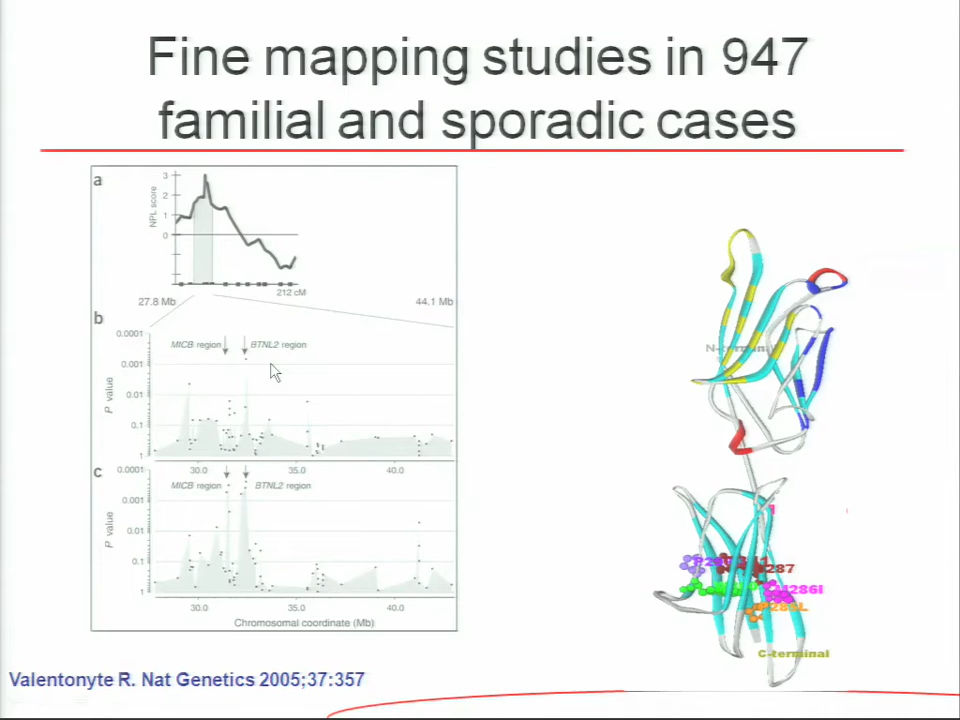 Fine mapping studies in 947
familial and sporadic cases
a
3
2
1
0
NPL score
212 cM
27.8 Mb
44.1 Mb
b
0.0001
MICB region
BTNL2 region
0.001
0.01
0.1
1
P value
30.0
35.0
40.0
c
0.0001
MICB region
BTNL2 region
0.001
0.01
0.1
1
P value
30.0
35.0
40.0
Chromosomal coordinate (Mb)
N-terminal
C-terminal
Valentonyte R. Nat Genetics 2005;37:357